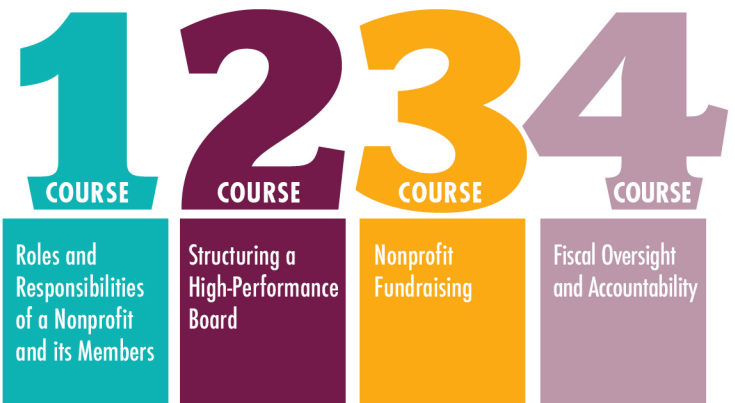 1
COURSE
Roles and
Responsibilities
of a Nonprofit
and its Members
2
COURSE
Structuring a
High-Performance
Board
3
COURSE
Nonprofit
Fundraising
4
COURSE
Fiscal Oversight
and Accountability